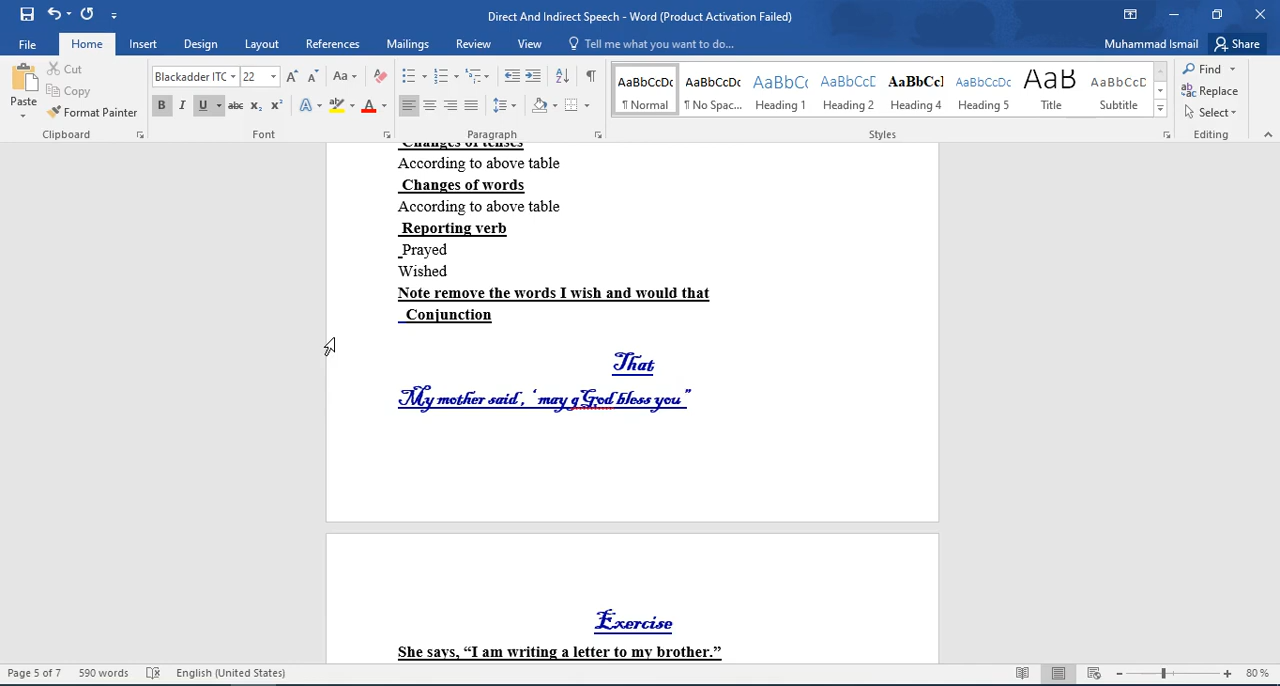 Direct And Indirect Speech - Word (Product Activation Failed)
File Home Insert Design Layout References Mailings Review View Tell me what you want to do... Muhammad Ismail Share
Paste
Cut
Copy
Format Painter
Clipboard
Blackadder ITC 22
Font
Paragraph
AaBbCcDc AaBbCcDc AaBbCc AaBbCcD AaBbCcI AaBbCcDc AaB AaBbCcD
¶ Normal ¶ No Spac... Heading 1 Heading 2 Heading 4 Heading 5 Title Subtitle
Styles
Find
Replace
Select
Editing
Changes of tenses
According to above table
Changes of words
According to above table
Reporting verb
Prayed
Wished
Note remove the words I wish and would that
Conjunction
That
My mother said, ‘ may gGod bless you”
Exercise
She says, “I am writing a letter to my brother.”
Page 5 of 7 590 words English (United States) 80%